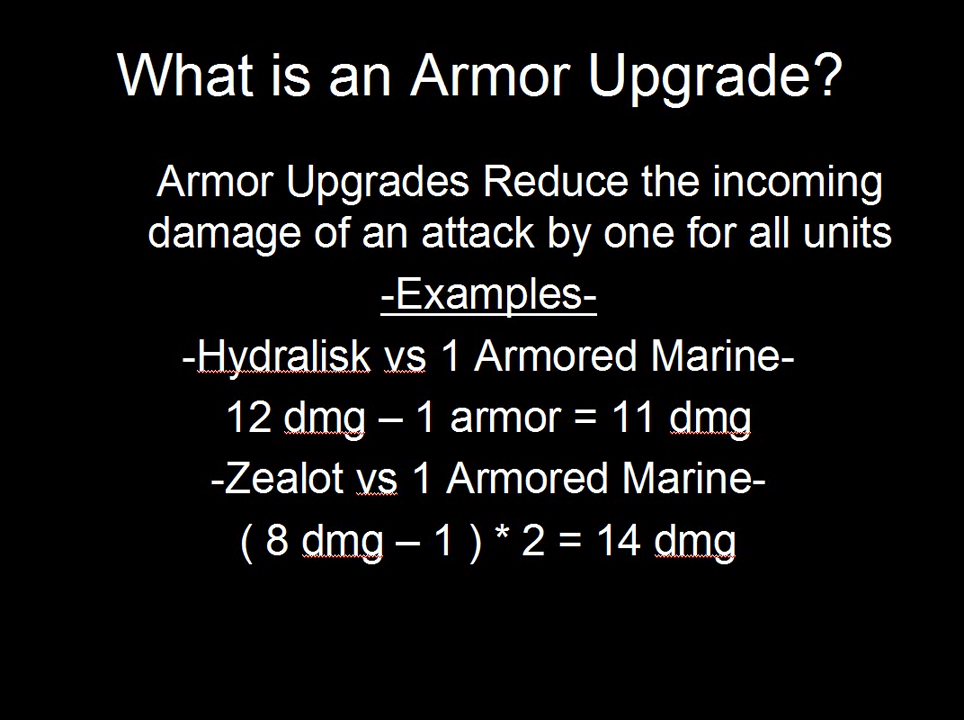 What is an Armor Upgrade?
Armor Upgrades Reduce the incoming
damage of an attack by one for all units
-Examples-
-Hydralisk vs 1 Armored Marine-
12 dmg – 1 armor = 11 dmg
-Zealot vs 1 Armored Marine-
( 8 dmg – 1 ) * 2 = 14 dmg